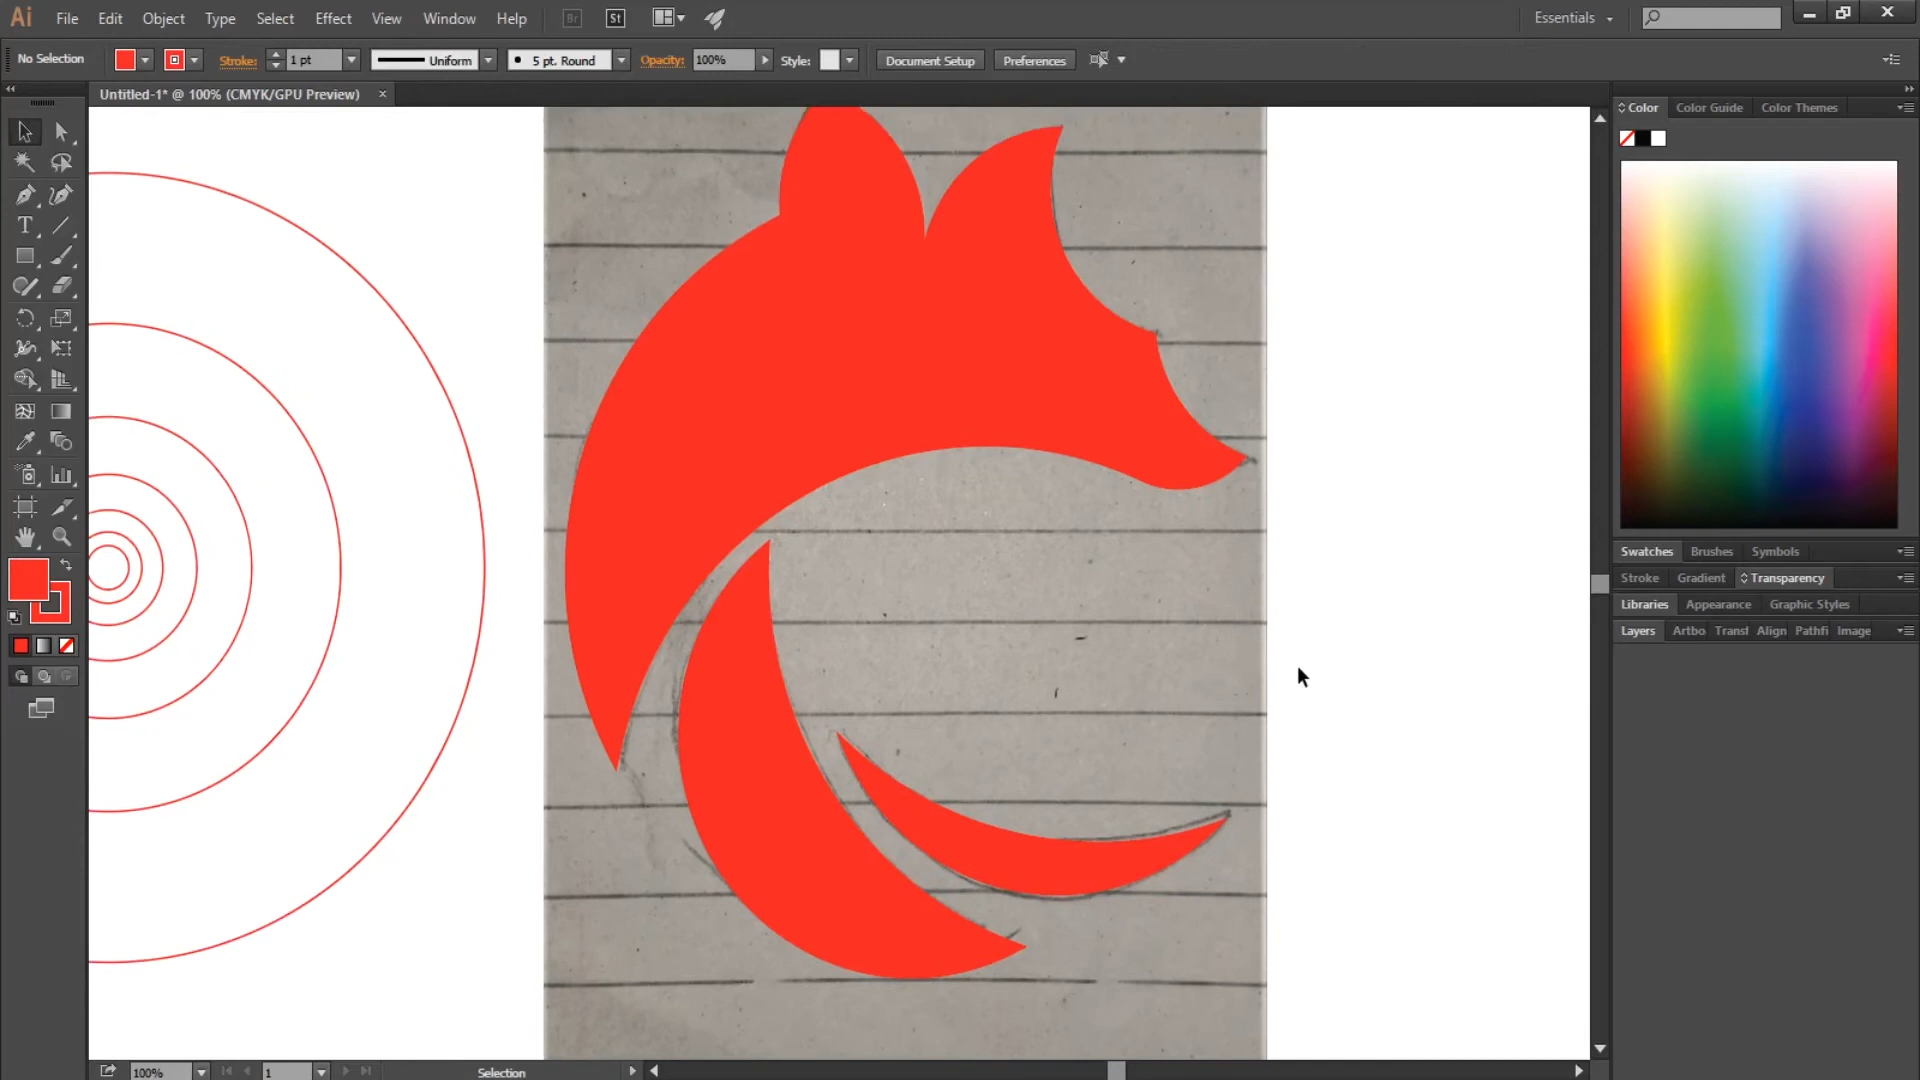 Ai File Edit Object Type Select Effect View Window Help Br St Essentials
No Selection Stroke: 1 pt Uniform 5 pt. Round Opacity: 100% Style: Document Setup Preferences
Untitled-1* @ 100% (CMYK/GPU Preview) ×
Color Color Guide Color Themes
Swatches Brushes Symbols
Stroke Gradient Transparency
Libraries Appearance Graphic Styles
Layers Artbo Transf Align Pathfi Image
100% 1 Selection